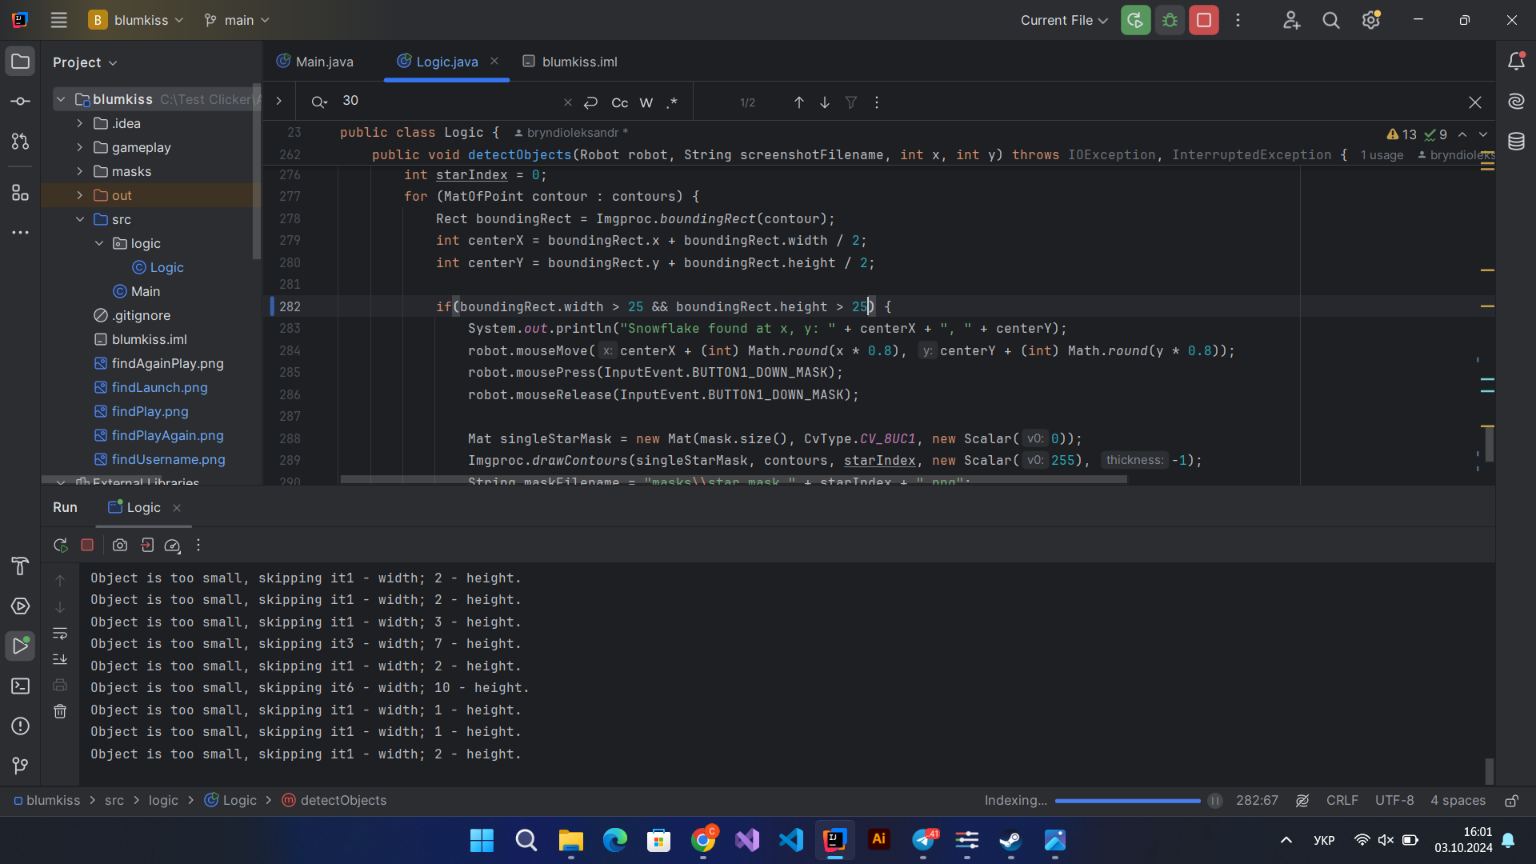 B blumkiss main Current File
Project
Main.java Logic.java blumkiss.iml
blumkiss C:\Test Clicker\
.idea
gameplay
masks
out
src
logic
Logic
Main
.gitignore
blumkiss.iml
findAgainPlay.png
findLaunch.png
findPlay.png
findPlayAgain.png
findUsername.png
External Libraries
30 Cc W .* 1/2
23 public class Logic { bryndioleksandr *
13 9
262 public void detectObjects(Robot robot, String screenshotFilename, int x, int y) throws IOException, InterruptedException { 1 usage bryndioleks
276 int starIndex = 0;
277 for (MatOfPoint contour : contours) {
278 Rect boundingRect = Imgproc.boundingRect(contour);
279 int centerX = boundingRect.x + boundingRect.width / 2;
280 int centerY = boundingRect.y + boundingRect.height / 2;
281
282 if(boundingRect.width > 25 && boundingRect.height > 25) {
283 System.out.println("Snowflake found at x, y: " + centerX + ", " + centerY);
284 robot.mouseMove( x: centerX + (int) Math.round(x * 0.8), y: centerY + (int) Math.round(y * 0.8));
285 robot.mousePress(InputEvent.BUTTON1_DOWN_MASK);
286 robot.mouseRelease(InputEvent.BUTTON1_DOWN_MASK);
287
288 Mat singleStarMask = new Mat(mask.size(), CvType.CV_8UC1, new Scalar( v0: 0));
289 Imgproc.drawContours(singleStarMask, contours, starIndex, new Scalar( v0: 255), thickness: -1);
290 String maskFilename = "masks\\star_mask_" + starIndex + ".png";
Run Logic
Object is too small, skipping it1 - width; 2 - height.
Object is too small, skipping it1 - width; 2 - height.
Object is too small, skipping it1 - width; 3 - height.
Object is too small, skipping it3 - width; 7 - height.
Object is too small, skipping it1 - width; 2 - height.
Object is too small, skipping it6 - width; 10 - height.
Object is too small, skipping it1 - width; 1 - height.
Object is too small, skipping it1 - width; 1 - height.
Object is too small, skipping it1 - width; 2 - height.
blumkiss > src > logic > Logic > detectObjects Indexing... 282:67 CRLF UTF-8 4 spaces
C Ai 41 УКР 16:01
03.10.2024